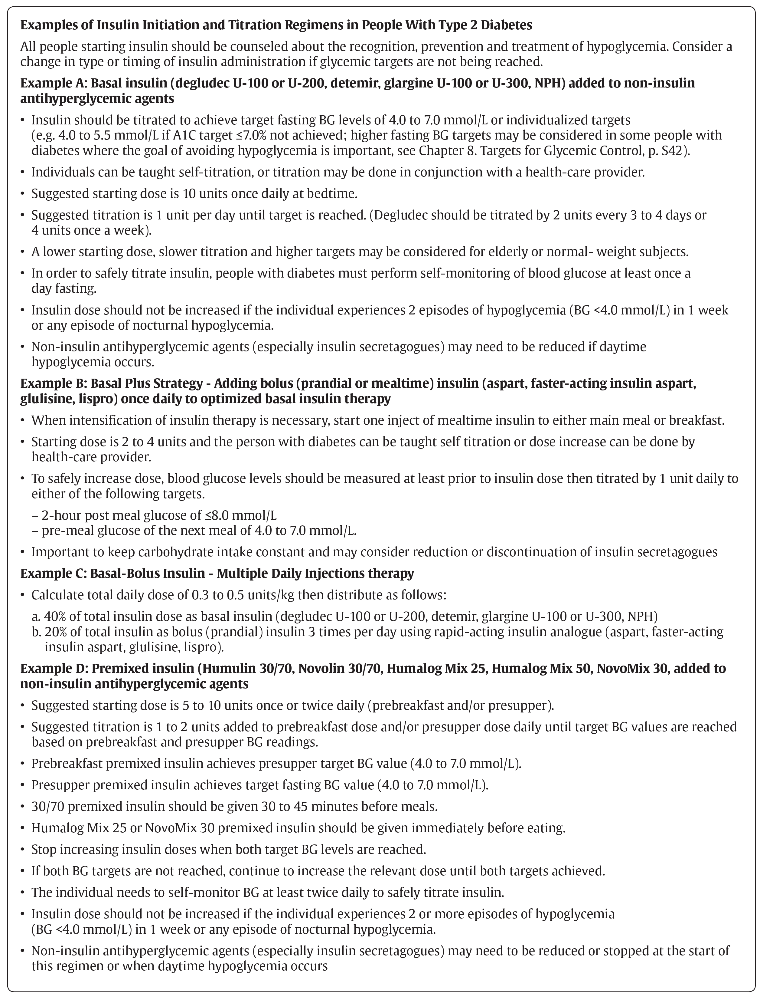 Examples of Insulin Initiation and Titration Regimens in People With Type 2 Diabetes
All people starting insulin should be counseled about the recognition, prevention and treatment of hypoglycemia. Consider a
change in type or timing of insulin administration if glycemic targets are not being reached.
Example A: Basal insulin (degludec U-100 or U-200, detemir, glargine U-100 or U-300, NPH) added to non-insulin
antihyperglycemic agents
• Insulin should be titrated to achieve target fasting BG levels of 4.0 to 7.0 mmol/L or individualized targets
(e.g. 4.0 to 5.5 mmol/L if A1C target ≤7.0% not achieved; higher fasting BG targets may be considered in some people with
diabetes where the goal of avoiding hypoglycemia is important, see Chapter 8. Targets for Glycemic Control, p. S42).
• Individuals can be taught self-titration, or titration may be done in conjunction with a health-care provider.
• Suggested starting dose is 10 units once daily at bedtime.
• Suggested titration is 1 unit per day until target is reached. (Degludec should be titrated by 2 units every 3 to 4 days or
4 units once a week).
• A lower starting dose, slower titration and higher targets may be considered for elderly or normal- weight subjects.
• In order to safely titrate insulin, people with diabetes must perform self-monitoring of blood glucose at least once a
day fasting.
• Insulin dose should not be increased if the individual experiences 2 episodes of hypoglycemia (BG <4.0 mmol/L) in 1 week
or any episode of nocturnal hypoglycemia.
• Non-insulin antihyperglycemic agents (especially insulin secretagogues) may need to be reduced if daytime
hypoglycemia occurs.
Example B: Basal Plus Strategy - Adding bolus (prandial or mealtime) insulin (aspart, faster-acting insulin aspart,
glulisine, lispro) once daily to optimized basal insulin therapy
• When intensification of insulin therapy is necessary, start one inject of mealtime insulin to either main meal or breakfast.
• Starting dose is 2 to 4 units and the person with diabetes can be taught self titration or dose increase can be done by
health-care provider.
• To safely increase dose, blood glucose levels should be measured at least prior to insulin dose then titrated by 1 unit daily to
either of the following targets.
– 2-hour post meal glucose of ≤8.0 mmol/L
– pre-meal glucose of the next meal of 4.0 to 7.0 mmol/L.
• Important to keep carbohydrate intake constant and may consider reduction or discontinuation of insulin secretagogues
Example C: Basal-Bolus Insulin - Multiple Daily Injections therapy
• Calculate total daily dose of 0.3 to 0.5 units/kg then distribute as follows:
a. 40% of total insulin dose as basal insulin (degludec U-100 or U-200, detemir, glargine U-100 or U-300, NPH)
b. 20% of total insulin as bolus (prandial) insulin 3 times per day using rapid-acting insulin analogue (aspart, faster-acting
insulin aspart, glulisine, lispro).
Example D: Premixed insulin (Humulin 30/70, Novolin 30/70, Humalog Mix 25, Humalog Mix 50, NovoMix 30, added to
non-insulin antihyperglycemic agents
• Suggested starting dose is 5 to 10 units once or twice daily (prebreakfast and/or presupper).
• Suggested titration is 1 to 2 units added to prebreakfast dose and/or presupper dose daily until target BG values are reached
based on prebreakfast and presupper BG readings.
• Prebreakfast premixed insulin achieves presupper target BG value (4.0 to 7.0 mmol/L).
• Presupper premixed insulin achieves target fasting BG value (4.0 to 7.0 mmol/L).
• 30/70 premixed insulin should be given 30 to 45 minutes before meals.
• Humalog Mix 25 or NovoMix 30 premixed insulin should be given immediately before eating.
• Stop increasing insulin doses when both target BG levels are reached.
• If both BG targets are not reached, continue to increase the relevant dose until both targets achieved.
• The individual needs to self-monitor BG at least twice daily to safely titrate insulin.
• Insulin dose should not be increased if the individual experiences 2 or more episodes of hypoglycemia
(BG <4.0 mmol/L) in 1 week or any episode of nocturnal hypoglycemia.
• Non-insulin antihyperglycemic agents (especially insulin secretagogues) may need to be reduced or stopped at the start of
this regimen or when daytime hypoglycemia occurs